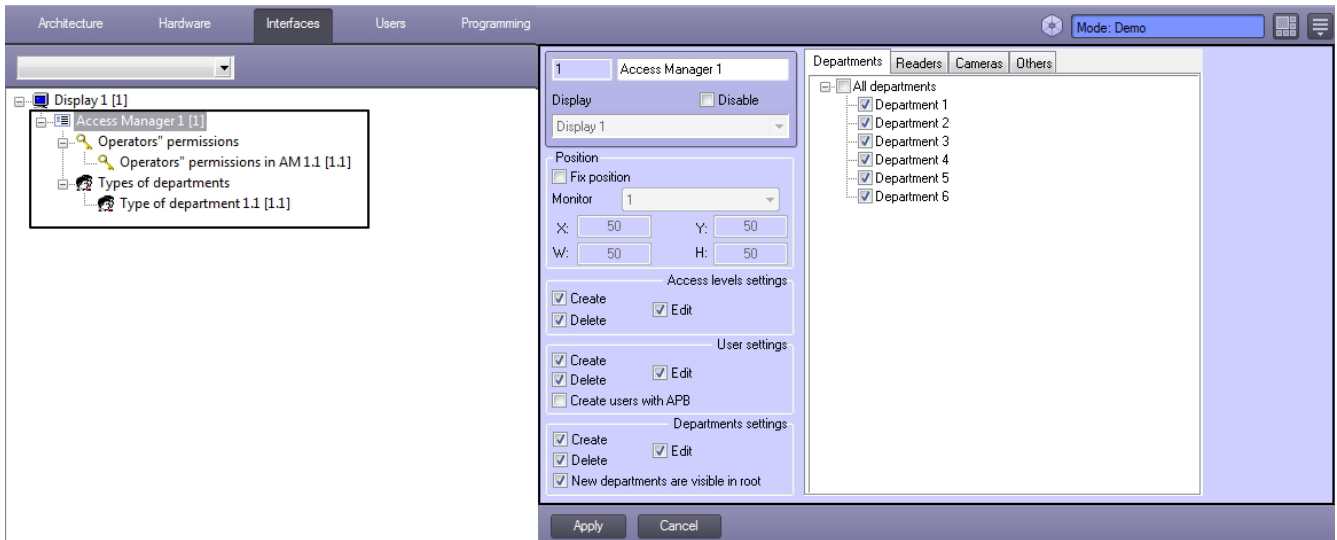 Architecture Hardware Interfaces Users Programming
Mode: Demo
Display 1 [1]
Access Manager 1 [1]
Operators" permissions
Operators" permissions in AM 1.1 [1.1]
Types of departments
Type of department 1.1 [1.1]
1 Access Manager 1
Display Disable
Display 1
Position
Fix position
Monitor 1
X: 50 Y: 50
W: 50 H: 50
Access levels settings
Create
Edit
Delete
User settings
Create
Edit
Delete
Create users with APB
Departments settings
Create
Edit
Delete
New departments are visible in root
Departments Readers Cameras Others
All departments
Department 1
Department 2
Department 3
Department 4
Department 5
Department 6
Apply Cancel